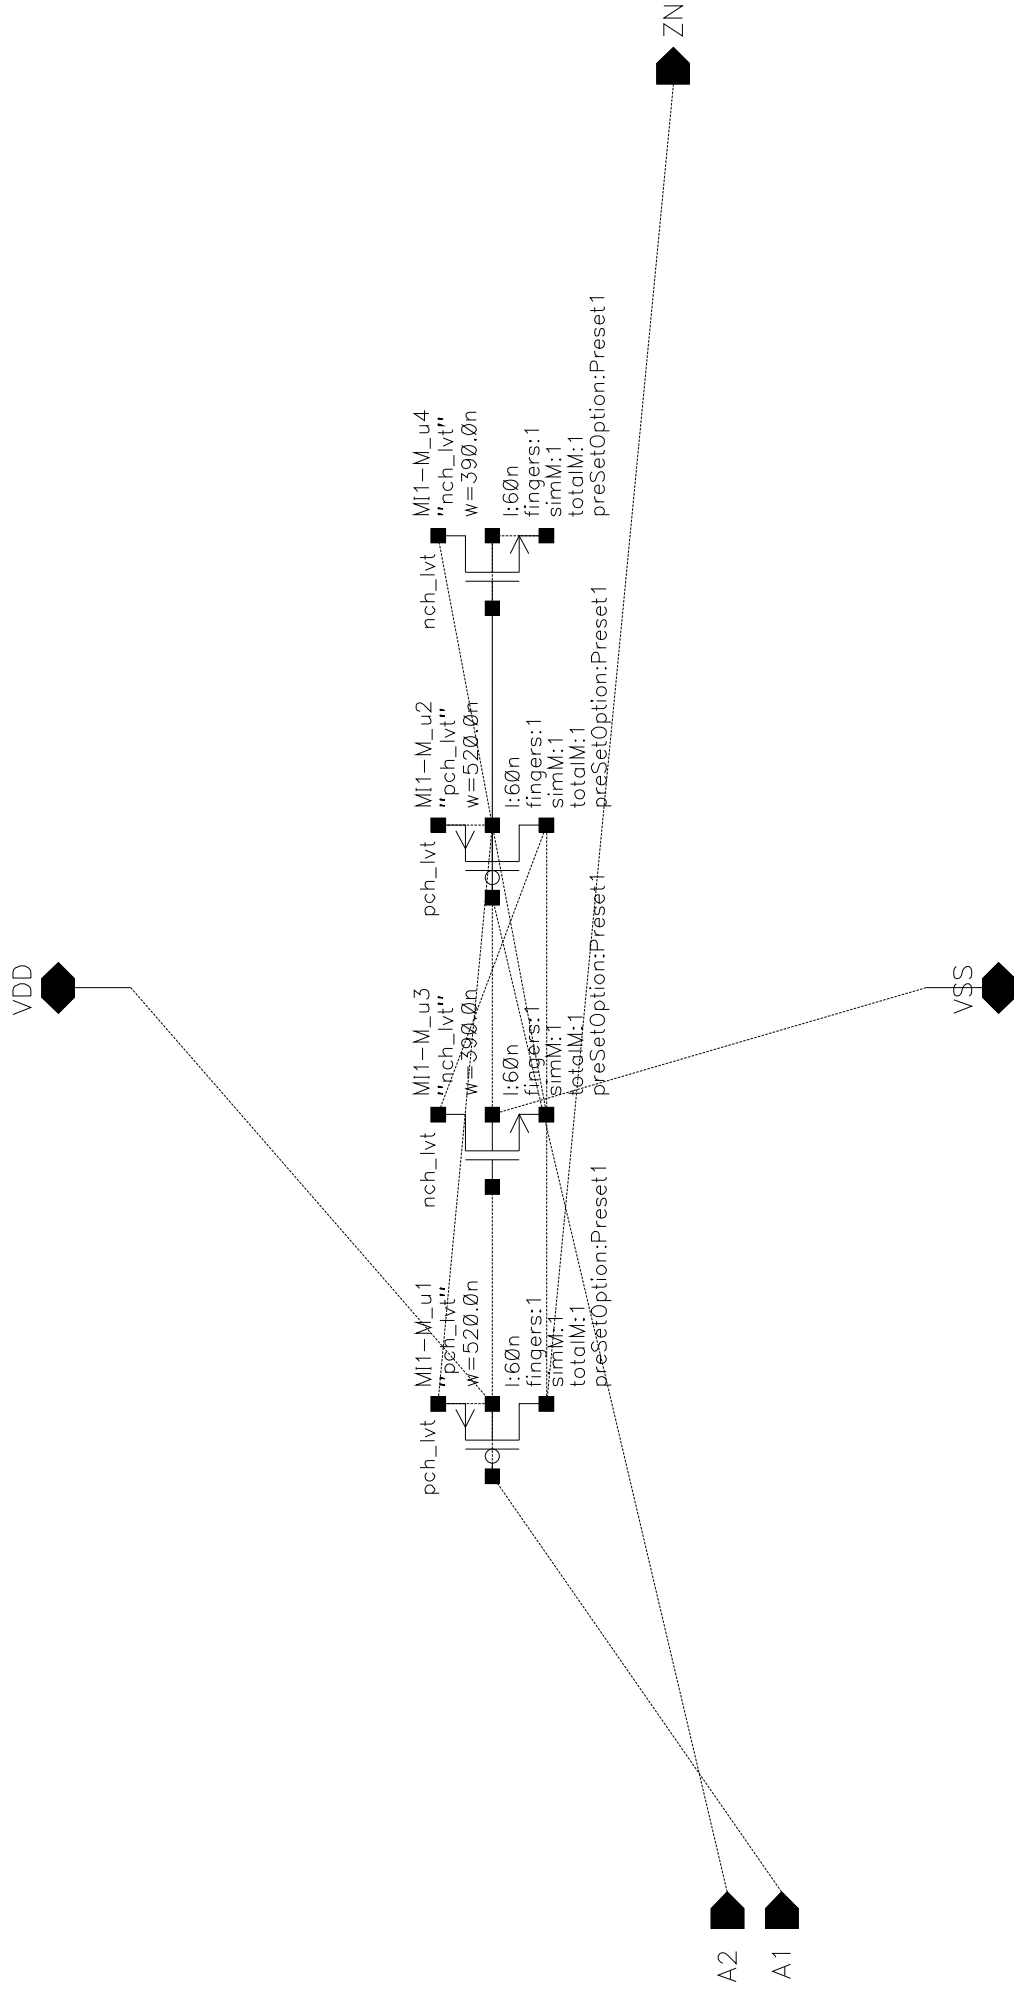 VDD
pch_lvt
MI1-M_u1
"pch_lvt"
w=520.0n
l:60n
fingers:1
simM:1
totalM:1
preSetOption:Preset1
nch_lvt
MI1-M_u3
"nch_lvt"
w=390.0n
l:60n
fingers:1
simM:1
totalM:1
preSetOption:Preset1
pch_lvt
MI1-M_u2
"pch_lvt"
w=520.0n
l:60n
fingers:1
simM:1
totalM:1
preSetOption:Preset1
nch_lvt
MI1-M_u4
"nch_lvt"
w=390.0n
l:60n
fingers:1
simM:1
totalM:1
preSetOption:Preset1
ZN
A2
A1
VSS